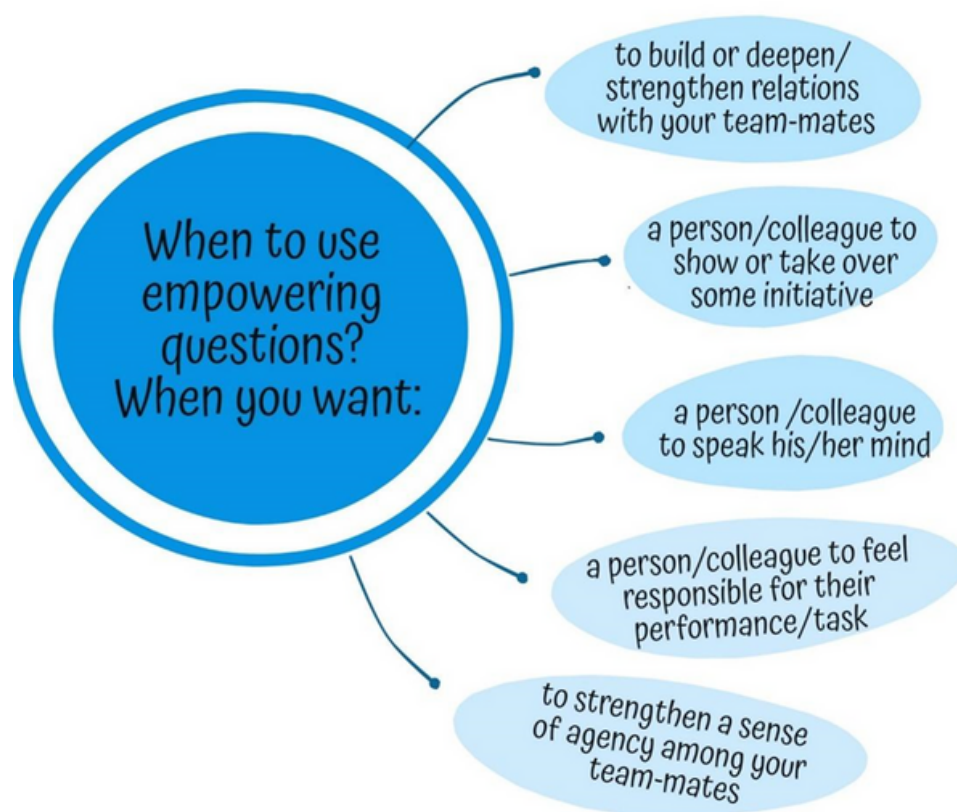 When to use
empowering
questions?
When you want:
to build or deepen/
strengthen relations
with your team-mates
a person/colleague to
show or take over
some initiative
a person /colleague
to speak his/her mind
a person/colleague to feel
responsible for their
performance/task
to strengthen a sense
of agency among your
team-mates